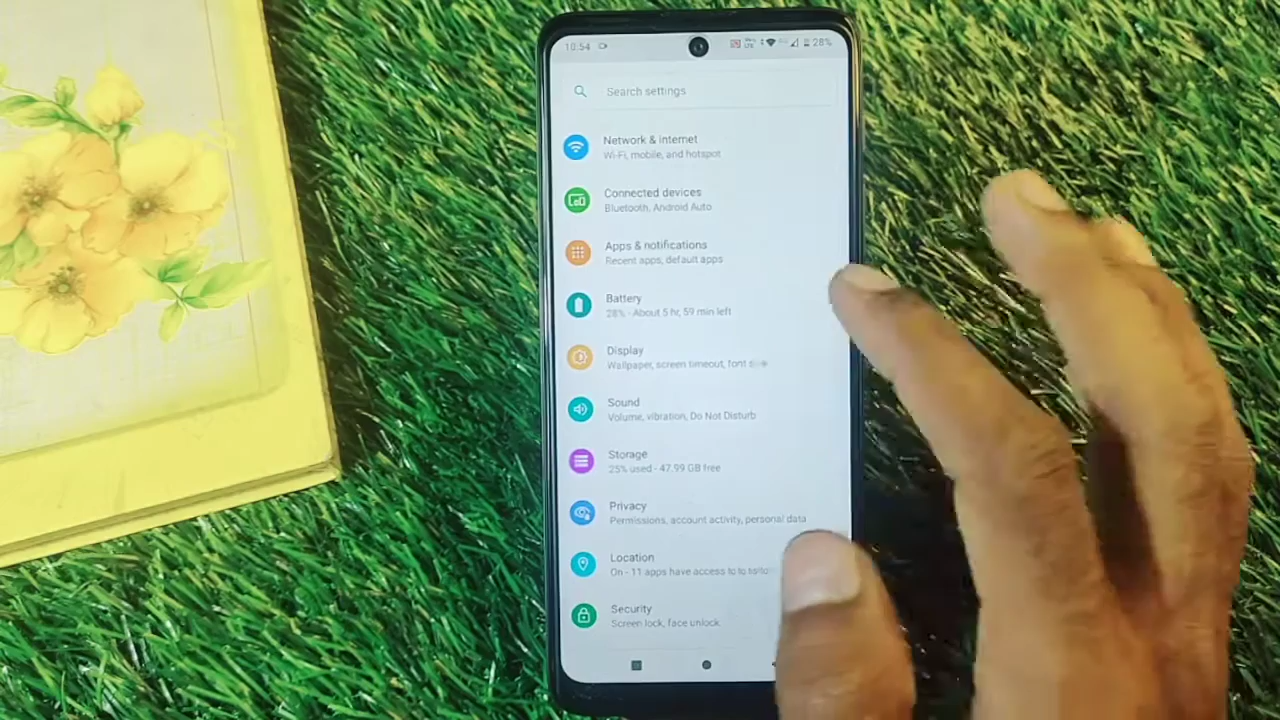 10:54
28%
Search settings
Network & internet
Wi-Fi, mobile, and hotspot
Connected devices
Bluetooth, Android Auto
Apps & notifications
Recent apps, default apps
Battery
28% - About 5 hr, 59 min left
Display
Wallpaper, screen timeout, font
Sound
Volume, vibration, Do Not Disturb
Storage
25% used - 47.99 GB free
Privacy
Permissions, account activity, personal data
Location
On - 11 apps have access to
Security
Screen lock, face unlock